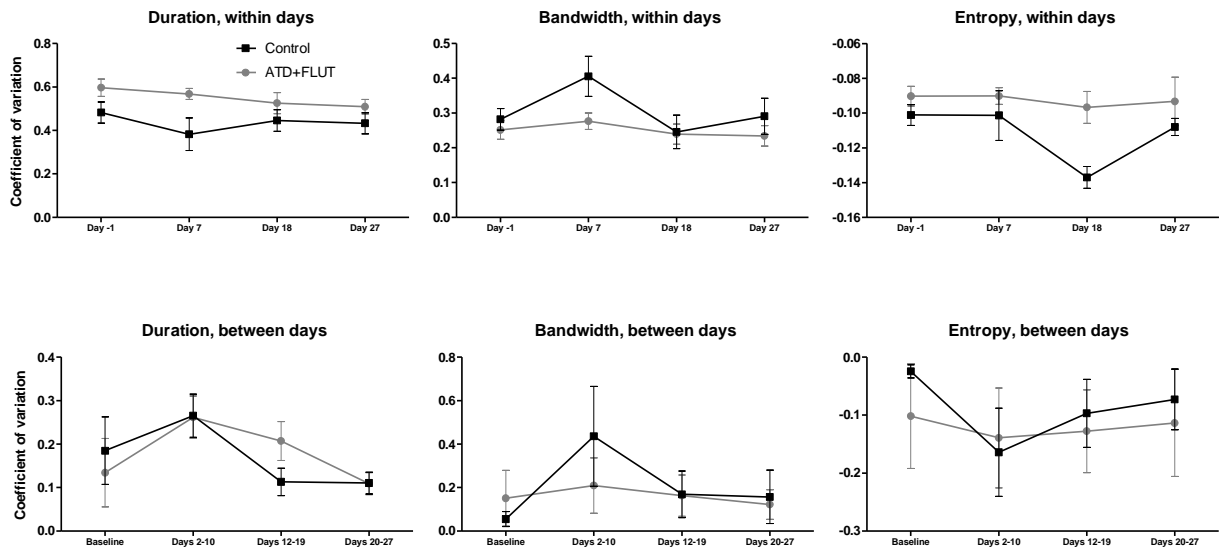 Duration, within days
Bandwidth, within days
Entropy, within days
Coefficient of variation
0.8
0.6
0.4
0.2
0.0
Control
ATD+FLUT
Day -1
Day 7
Day 18
Day 27
0.5
0.4
0.3
0.2
0.1
0.0
Day -1
Day 7
Day 18
Day 27
-0.06
-0.08
-0.10
-0.12
-0.14
-0.16
Day -1
Day 7
Day 18
Day 27
Duration, between days
Bandwidth, between days
Entropy, between days
Coefficient of variation
0.4
0.3
0.2
0.1
0.0
Baseline
Days 2-10
Days 12-19
Days 20-27
0.8
0.6
0.4
0.2
0.0
Baseline
Days 2-10
Days 12-19
Days 20-27
0.0
-0.1
-0.2
-0.3
Baseline
Days 2-10
Days 12-19
Days 20-27